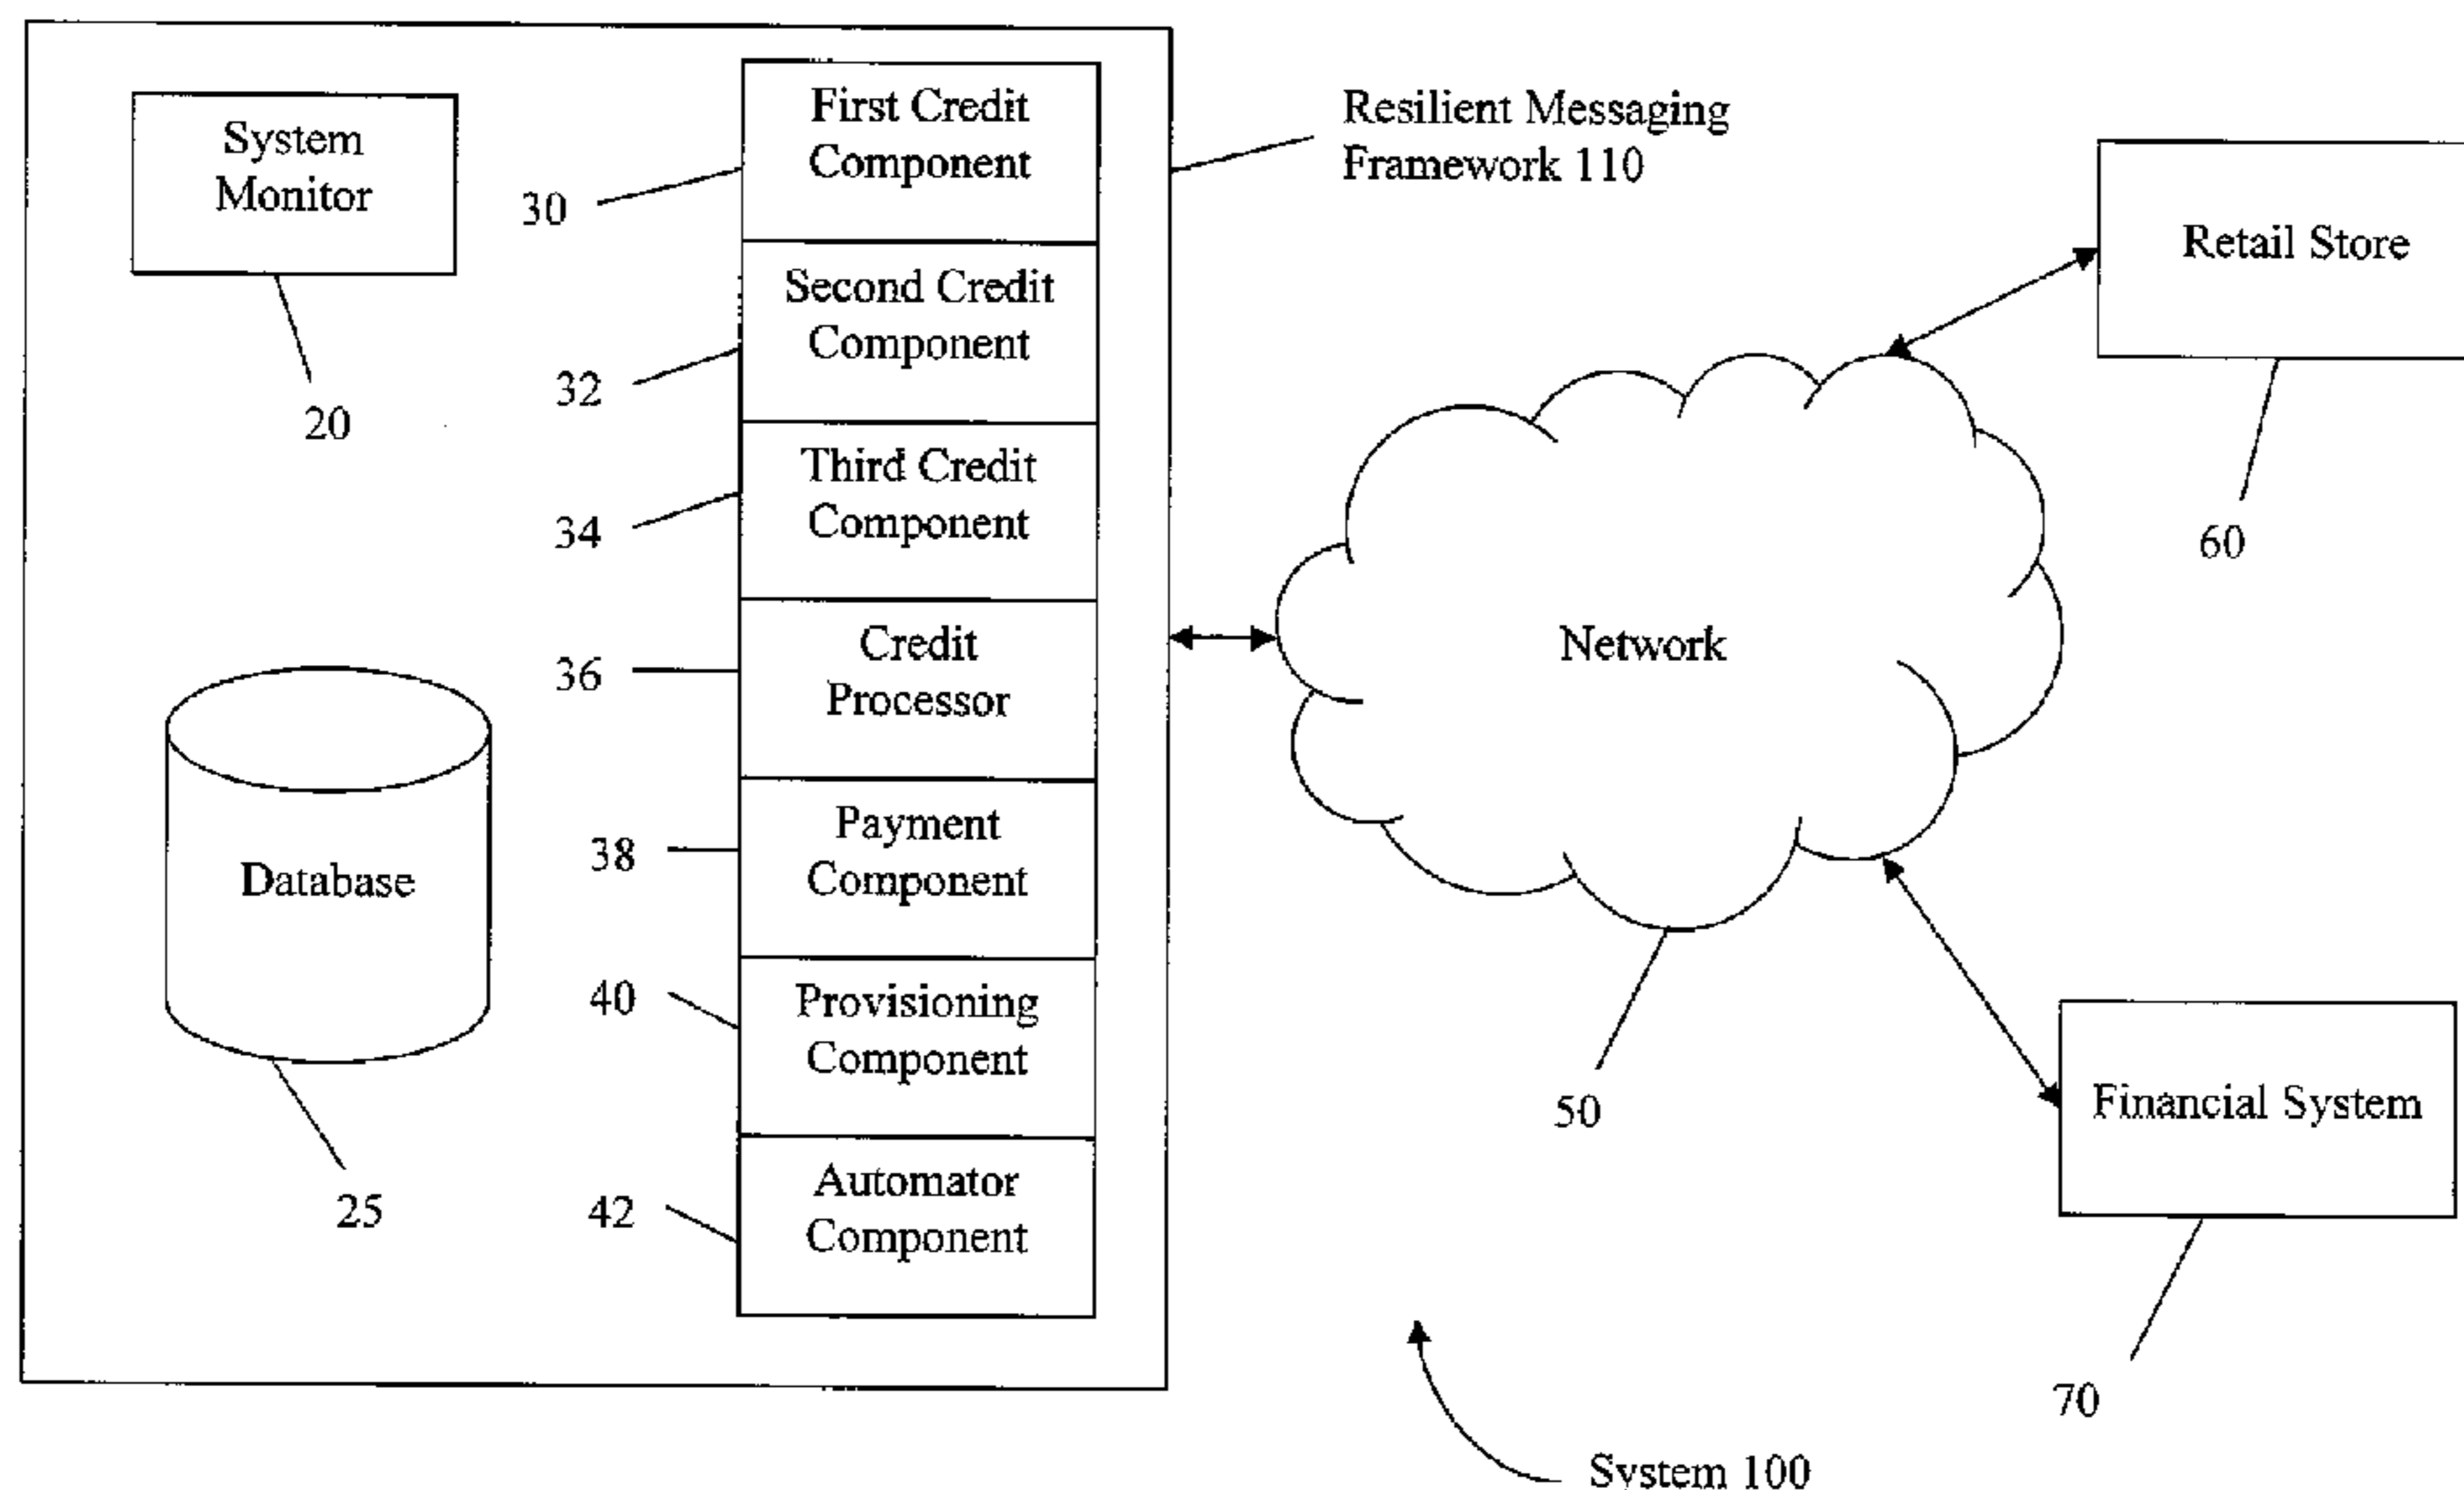 System
Monitor
20
Database
25
First Credit
Component
30
Second Credit
Component
32
Third Credit
Component
34
Credit
Processor
36
Payment
Component
38
Provisioning
Component
40
Automator
Component
42
Resilient Messaging
Framework 110
Network
50
Retail Store
60
Financial System
70
System 100